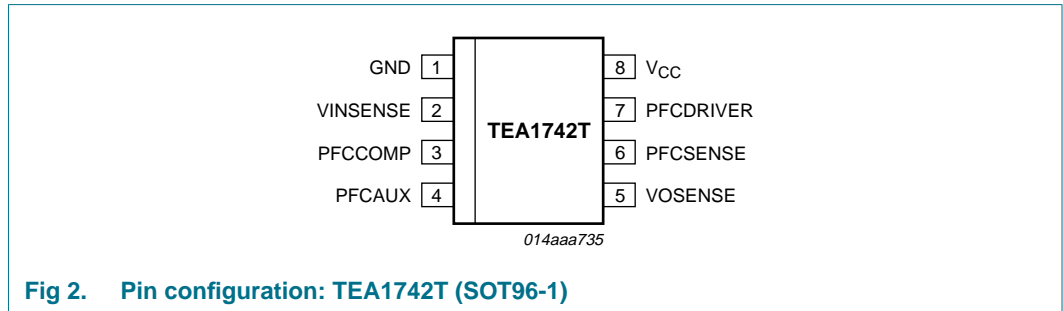 GND 1
8 VCC
VINSENSE 2
7 PFCDRIVER
TEA1742T
PFCCOMP 3
6 PFCSENSE
PFCAUX 4
5 VOSENSE
014aaa735
Fig 2. Pin configuration: TEA1742T (SOT96-1)